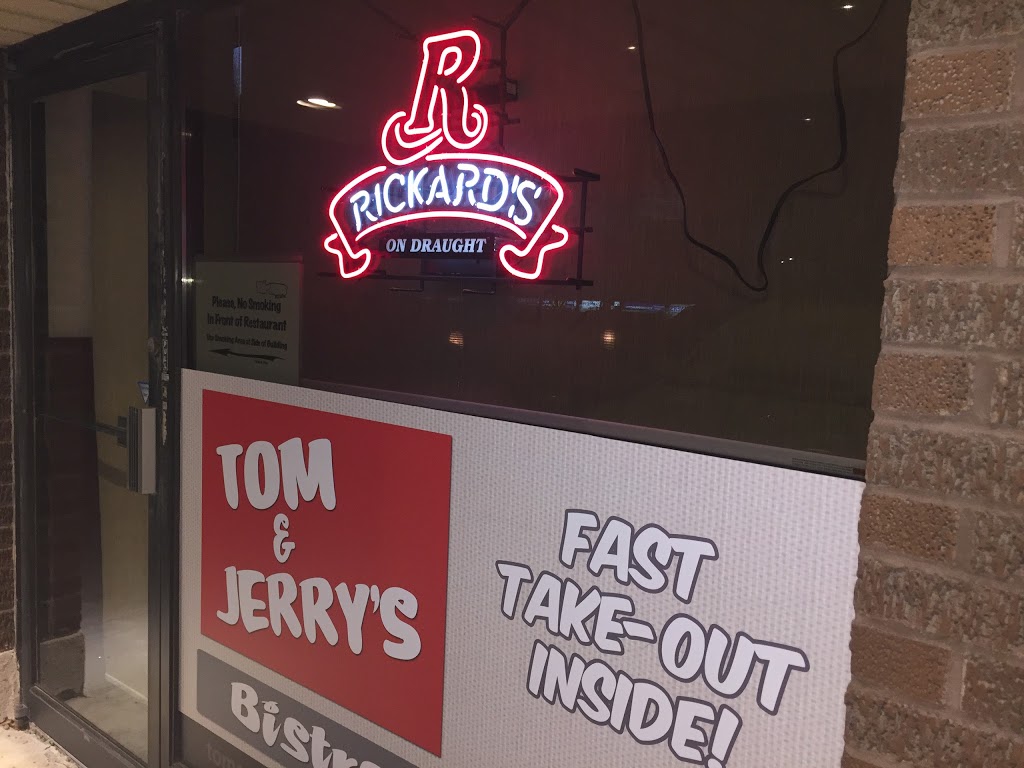 R
RICKARD'S
ON DRAUGHT
Please, No Smoking
In Front of Restaurant
TOM
&
JERRY'S
Bistro
FAST
TAKE-OUT
INSIDE!